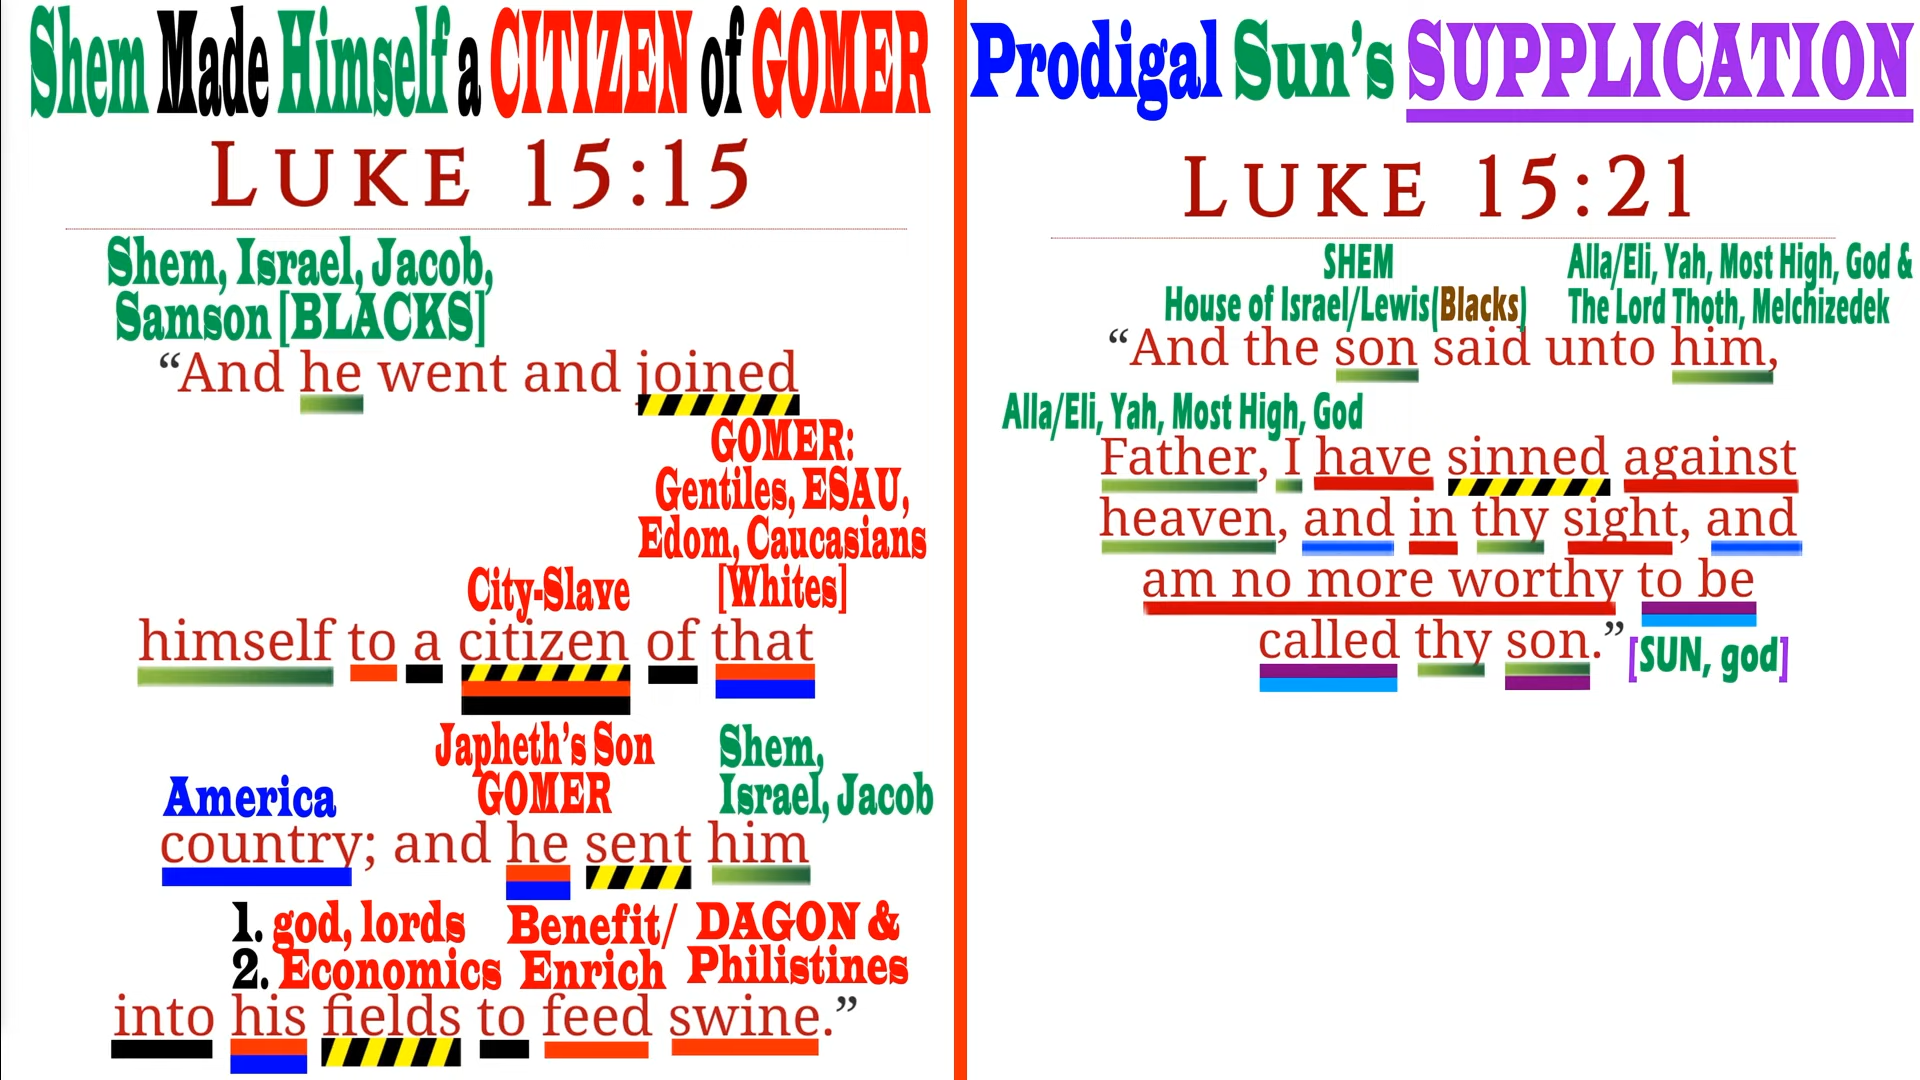 Shem Made Himself a CITIZEN of GOMER
LUKE 15:15
Shem, Israel, Jacob,
Samson [BLACKS]
“And he went and joined
GOMER:
Gentiles, ESAU,
Edom, Caucasians
[Whites]
City-Slave
himself to a citizen of that
America
Japheth’s Son
GOMER
Shem,
Israel, Jacob
country; and he sent him
1. god, lords Benefit/ DAGON &
2. Economics Enrich Philistines
into his fields to feed swine.”
Prodigal Sun’s SUPPLICATION
LUKE 15:21
SHEM
House of Israel/Lewis(Blacks)
Alla/Eli, Yah, Most High, God &
The Lord Thoth, Melchizedek
“And the son said unto him,
Alla/Eli, Yah, Most High, God
Father, I have sinned against
heaven, and in thy sight, and
am no more worthy to be
called thy son.”
[SUN, god]